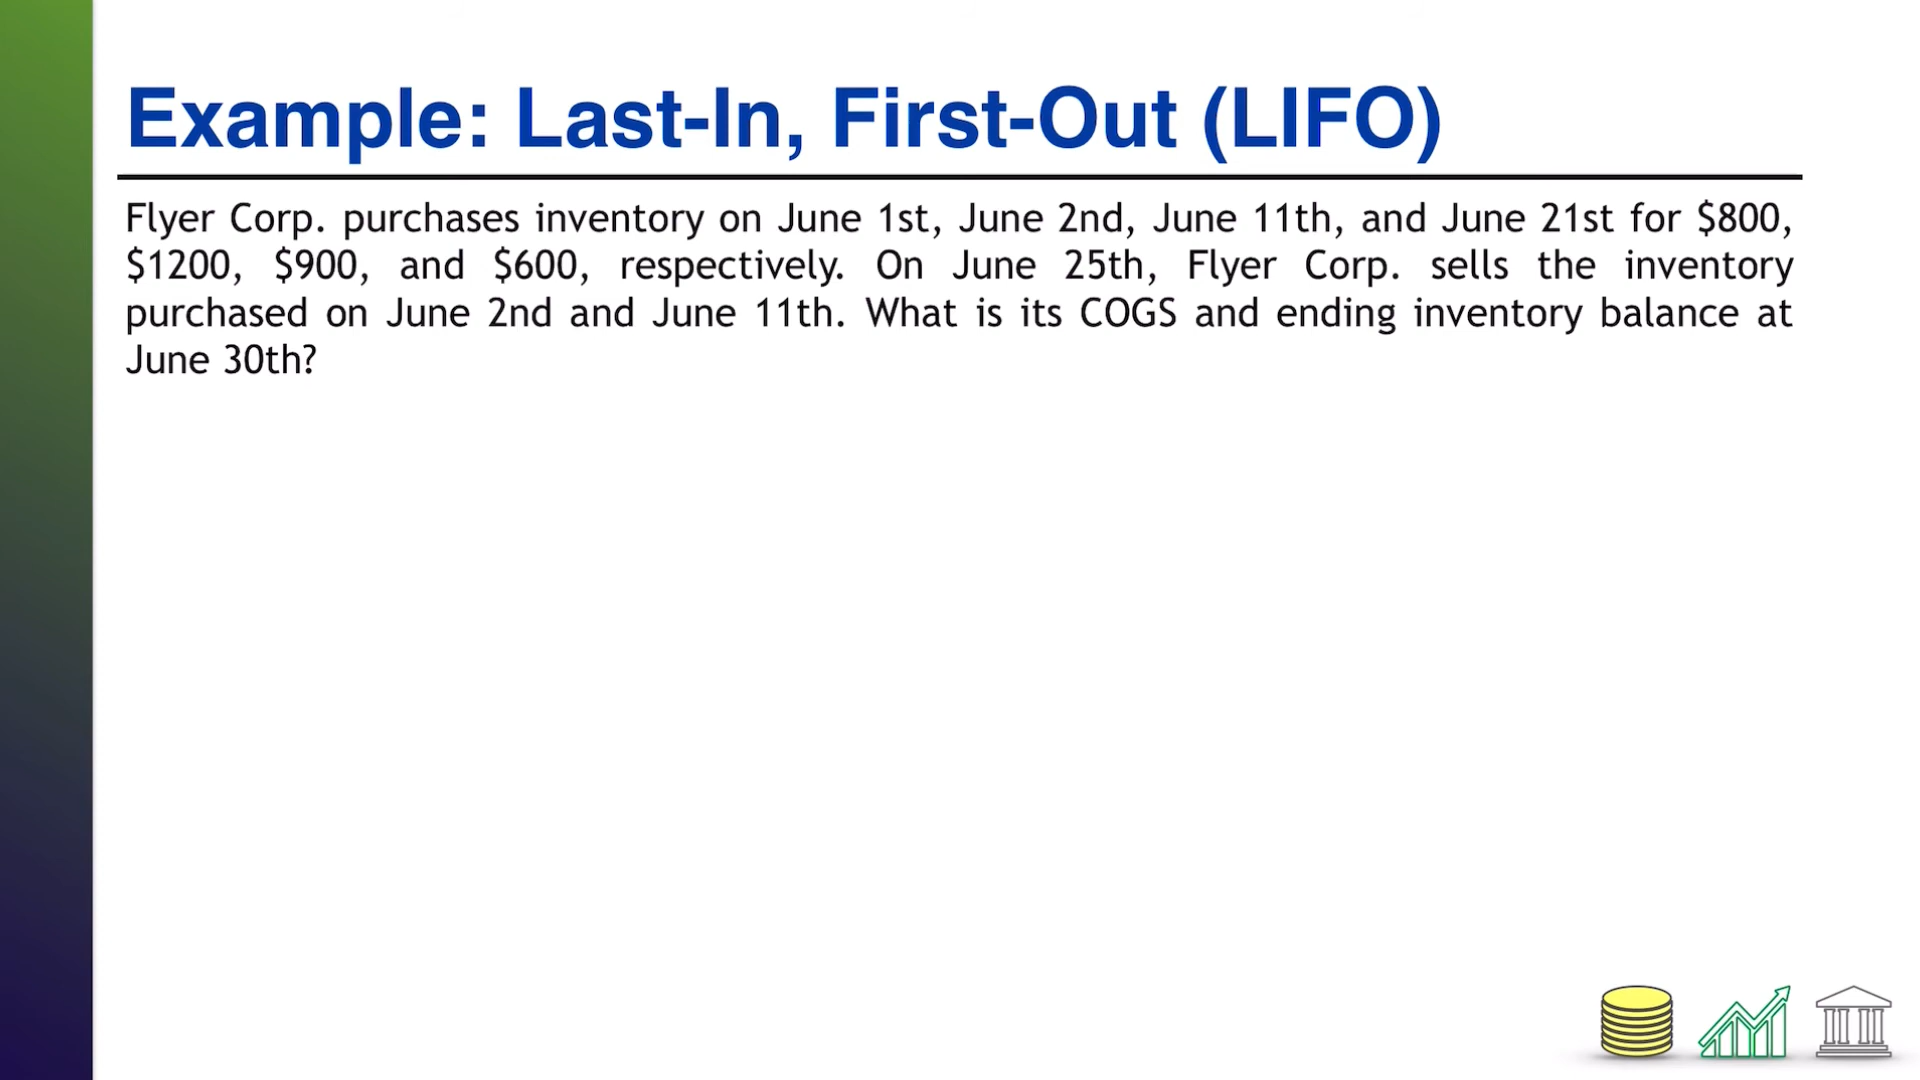 Example: Last-In, First-Out (LIFO)
Flyer Corp. purchases inventory on June 1st, June 2nd, June 11th, and June 21st for $800,
$1200, $900, and $600, respectively. On June 25th, Flyer Corp. sells the inventory
purchased on June 2nd and June 11th. What is its COGS and ending inventory balance at
June 30th?